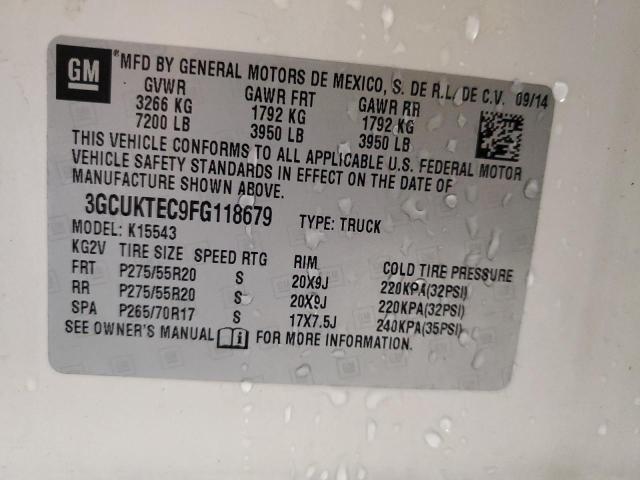 GM
®MFD BY GENERAL MOTORS DE MEXICO, S. DE R.L. DE C.V. 09/14
GVWR GAWR FRT GAWR RR
3266 KG 1792 KG 1792 KG
7200 LB 3950 LB 3950 LB
THIS VEHICLE CONFORMS TO ALL APPLICABLE U.S. FEDERAL MOTOR
VEHICLE SAFETY STANDARDS IN EFFECT ON THE DATE OF
MANUFACTURE SHOWN ABOVE.
3GCUKTEC9FG118679 TYPE: TRUCK
MODEL: K15543
KG2V TIRE SIZE SPEED RTG RIM COLD TIRE PRESSURE
FRT P275/55R20 S 20X9J 220KPA(32PSI)
RR P275/55R20 S 20X9J 220KPA(32PSI)
SPA P265/70R17 S 17X7.5J 240KPA(35PSI)
SEE OWNER'S MANUAL i FOR MORE INFORMATION.